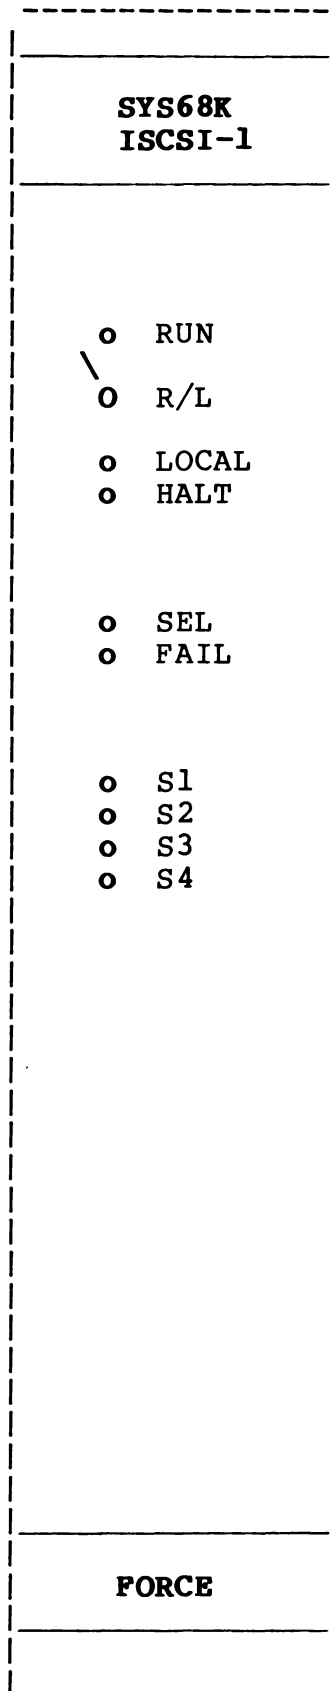 SYS68K
ISCSI-1
o RUN
\
O R/L
o LOCAL
o HALT
o SEL
o FAIL
o S1
o S2
o S3
o S4
FORCE